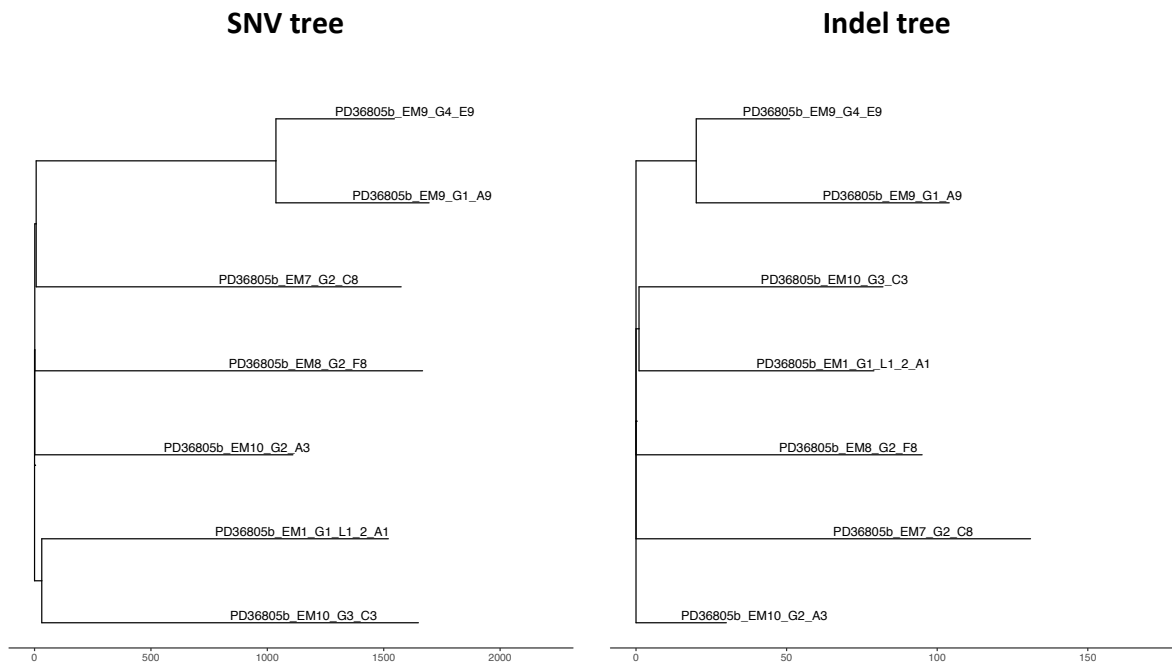 SNV tree
PD36805b_EM9_G4_E9
PD36805b_EM9_G1_A9
PD36805b_EM7_G2_C8
PD36805b_EM8_G2_F8
PD36805b_EM10_G2_A3
PD36805b_EM1_G1_L1_2_A1
PD36805b_EM10_G3_C3
0 500 1000 1500 2000
Indel tree
PD36805b_EM9_G4_E9
PD36805b_EM9_G1_A9
PD36805b_EM10_G3_C3
PD36805b_EM1_G1_L1_2_A1
PD36805b_EM8_G2_F8
PD36805b_EM7_G2_C8
PD36805b_EM10_G2_A3
0 50 100 150